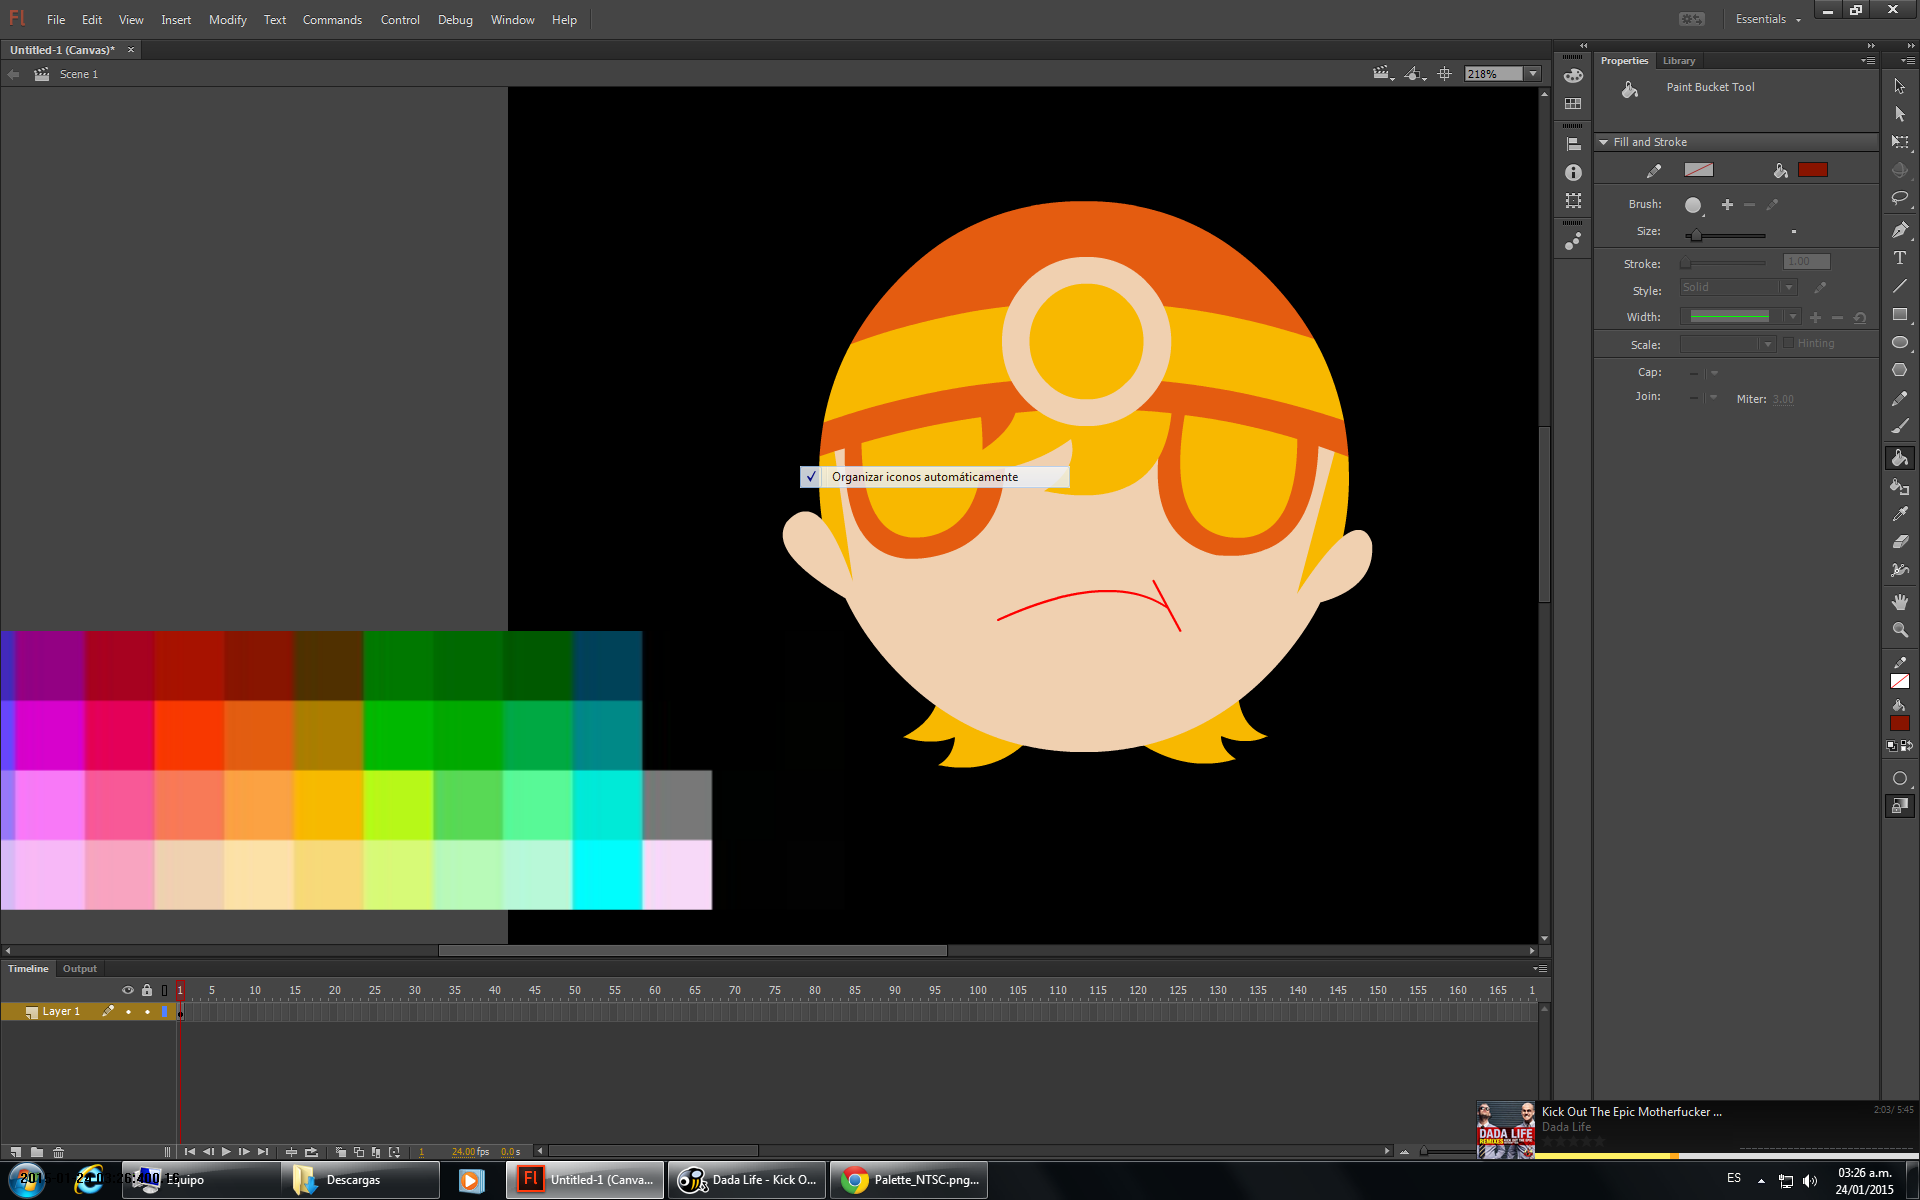 Fl File Edit View Insert Modify Text Commands Control Debug Window Help Essentials
Untitled-1 (Canvas)*
Scene 1
218%
Properties Library
Paint Bucket Tool
Fill and Stroke
Brush:
Size:
Stroke: 1.00
Style: Solid
Width:
Scale: Hinting
Cap:
Join: Miter: 3.00
Organizar iconos automáticamente
Timeline Output
1 5 10 15 20 25 30 35 40 45 50 55 60 65 70 75 80 85 90 95 100 105 110 115 120 125 130 135 140 145 150 155 160 165 1
Layer 1
1 24.00 fps 0.0 s
Kick Out The Epic Motherfucker ...
2:03/ 5:45
Dada Life
DADA LIFE
Equipo
Descargas
Fl Untitled-1 (Canva...
Dada Life - Kick O...
Palette_NTSC.png...
ES
03:26 a.m.
24/01/2015